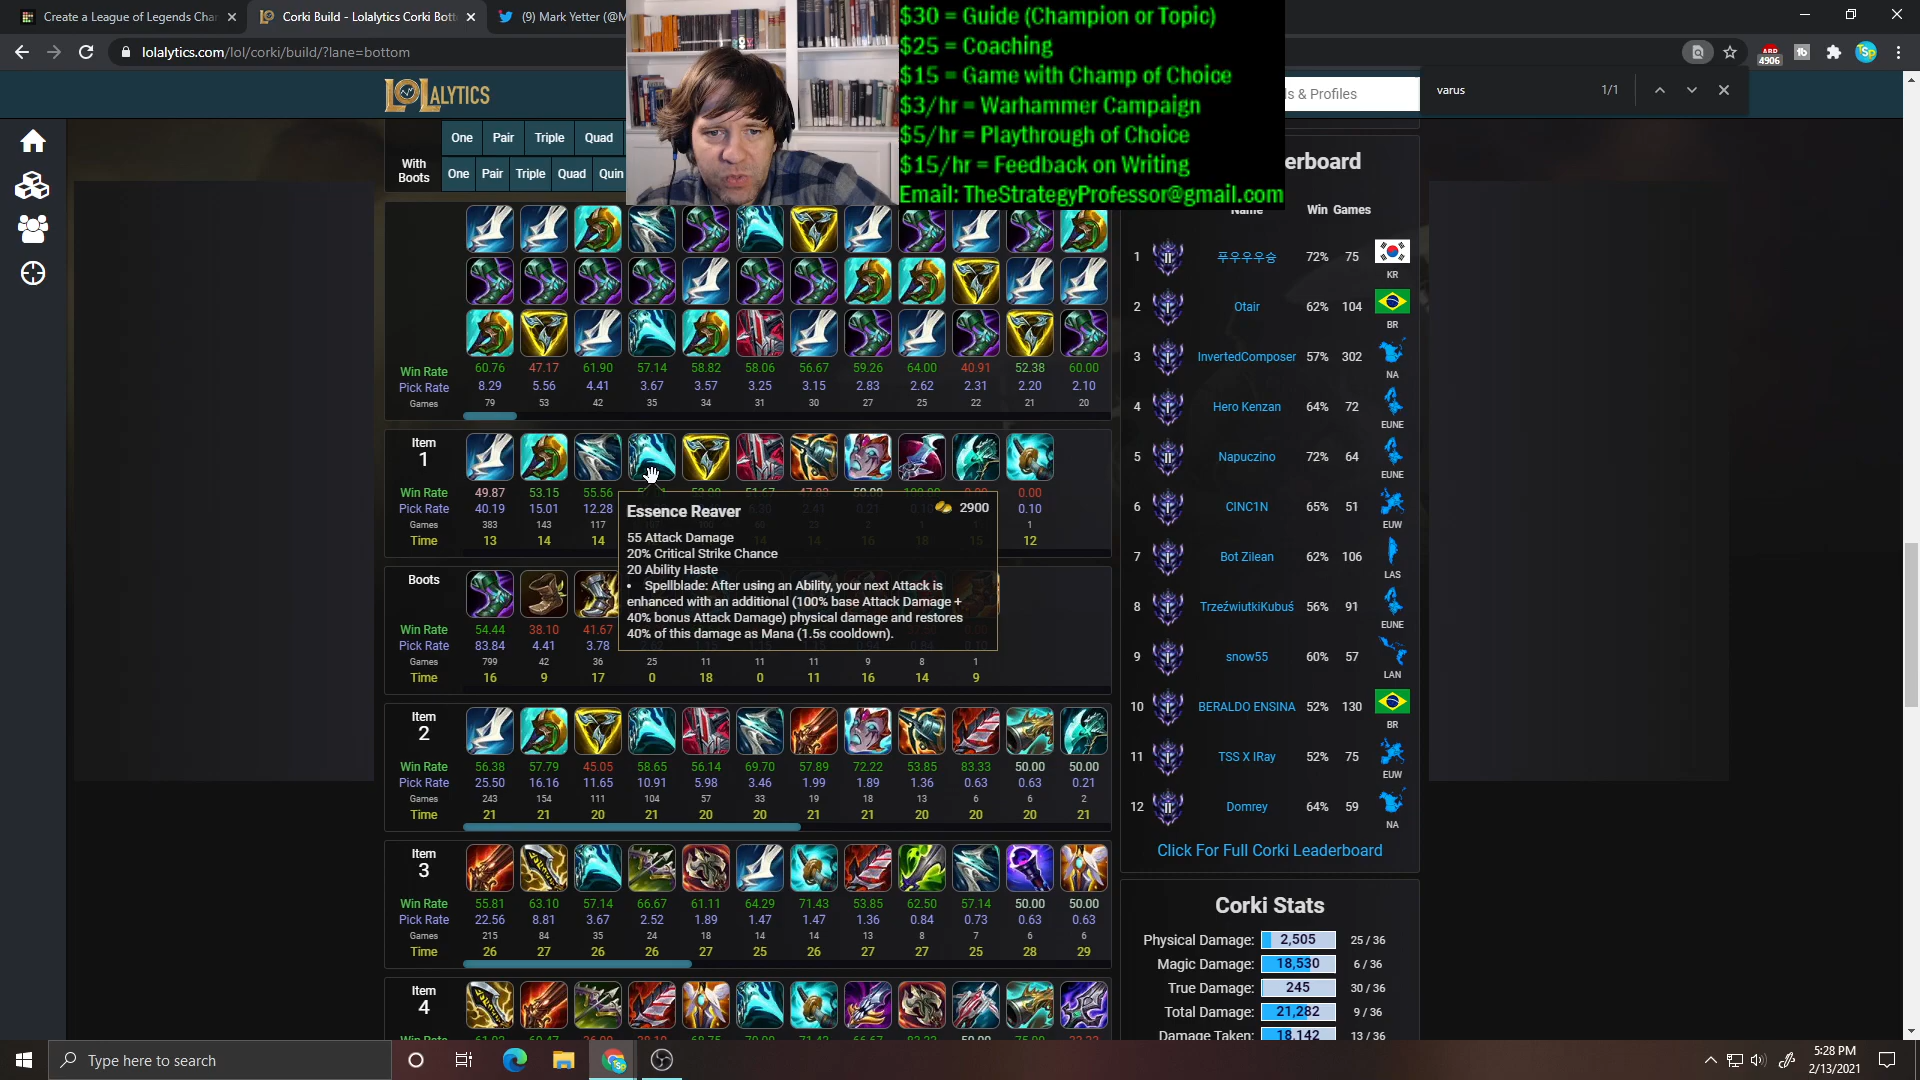 Create a League of Legends Cha
Corki Build - Lolalytics Corki Bott
(9) Mark Yetter (@M
lolalytics.com/lol/corki/build/?lane=bottom
4906
$30 = Guide (Champion or Topic)
$25 = Coaching
$15 = Game with Champ of Choice
$3/hr = Warhammer Campaign
$5/hr = Playthrough of Choice
$15/hr = Feedback on Writing
Email: TheStrategyProfessor@gmail.com
LOLALYTICS
s & Profiles
varus 1/1
One Pair Triple Quad
With Boots
One Pair Triple Quad Quin
Win Rate 60.76 47.17 61.90 57.14 58.82 58.06 56.67 59.26 64.00 40.91 52.38 60.00
Pick Rate 8.29 5.56 4.41 3.67 3.57 3.25 3.15 2.83 2.62 2.31 2.20 2.10
Games 79 53 42 35 34 31 30 27 25 22 21 20
Item 1
Win Rate 49.87 53.15 55.56 0.00
Pick Rate 40.19 15.01 12.28 0.10
Games 383 143 117 1
Time 13 14 14 12
Essence Reaver 2900
55 Attack Damage
20% Critical Strike Chance
20 Ability Haste
• Spellblade: After using an Ability, your next Attack is
enhanced with an additional (100% base Attack Damage +
40% bonus Attack Damage) physical damage and restores
40% of this damage as Mana (1.5s cooldown).
Boots
Win Rate 54.44 38.10 41.67
Pick Rate 83.84 4.41 3.78
Games 799 42 36 25 11 11 11 9 8 1
Time 16 9 17 0 18 0 11 16 14 9
Item 2
Win Rate 56.38 57.79 45.05 58.65 56.14 69.70 57.89 72.22 53.85 83.33 50.00 50.00
Pick Rate 25.50 16.16 11.65 10.91 5.98 3.46 1.99 1.89 1.36 0.63 0.63 0.21
Games 243 154 111 104 57 33 19 18 13 6 6 2
Time 21 21 20 21 20 20 21 21 20 20 20 21
Item 3
Win Rate 55.81 63.10 57.14 66.67 61.11 64.29 71.43 53.85 62.50 57.14 50.00 50.00
Pick Rate 22.56 8.81 3.67 2.52 1.89 1.47 1.47 1.36 0.84 0.73 0.63 0.63
Games 215 84 35 24 18 14 14 13 8 7 6 6
Time 26 27 26 26 27 25 26 27 27 25 28 29
Item 4
erboard
Name Win Games
1 푸우우우승 72% 75 KR
2 Otair 62% 104 BR
3 InvertedComposer 57% 302 NA
4 Hero Kenzan 64% 72 EUNE
5 Napuczino 72% 64 EUNE
6 CINC1N 65% 51 EUW
7 Bot Zilean 62% 106 LAS
8 TrzeźwiutkiKubuś 56% 91 EUNE
9 snow55 60% 57 LAN
10 BERALDO ENSINA 52% 130 BR
11 TSS X IRay 52% 75 EUW
12 Domrey 64% 59 NA
Click For Full Corki Leaderboard
Corki Stats
Physical Damage: 2,505 25 / 36
Magic Damage: 18,530 6 / 36
True Damage: 245 30 / 36
Total Damage: 21,282 9 / 36
Damage Taken: 18,142 13 / 36
Type here to search
5:28 PM
2/13/2021